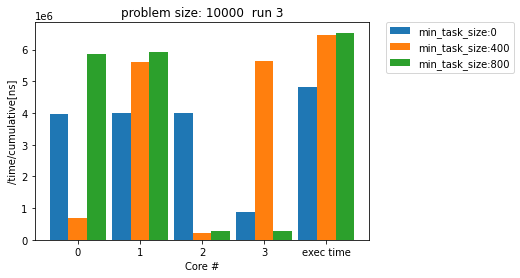 problem size: 10000  run 3
1e6
6
5
4
3
2
1
0
/time/cumulative[ns]
0 1 2 3 exec time
Core #
min_task_size:0
min_task_size:400
min_task_size:800